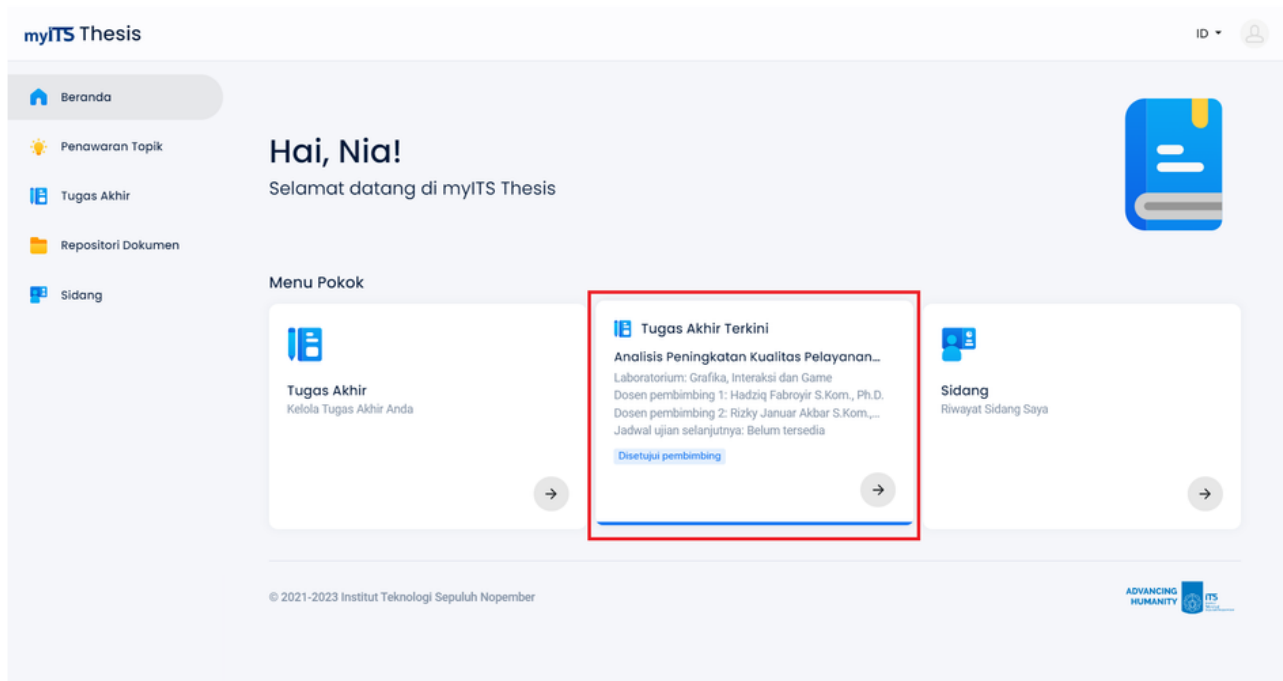 myITS Thesis
ID
Beranda
Penawaran Topik
Tugas Akhir
Repositori Dokumen
Sidang
Hai, Nia!
Selamat datang di myITS Thesis
Menu Pokok
Tugas Akhir
Kelola Tugas Akhir Anda
Tugas Akhir Terkini
Analisis Peningkatan Kualitas Pelayanan...
Laboratorium: Grafika, Interaksi dan Game
Dosen pembimbing 1: Hadziq Fabroyir S.Kom., Ph.D.
Dosen pembimbing 2: Rizky Januar Akbar S.Kom.,...
Jadwal ujian selanjutnya: Belum tersedia
Disetujui pembimbing
Sidang
Riwayat Sidang Saya
© 2021-2023 Institut Teknologi Sepuluh Nopember
ADVANCING
HUMANITY
ITS